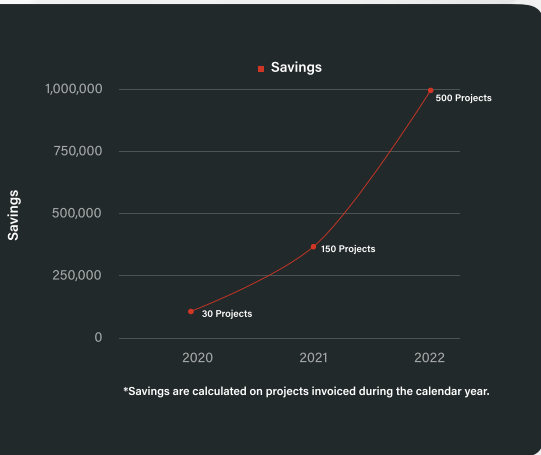 Savings
1,000,000
500 Projects
750,000
Savings
500,000
150 Projects
250,000
30 Projects
0
2020 2021 2022
*Savings are calculated on projects invoiced during the calendar year.